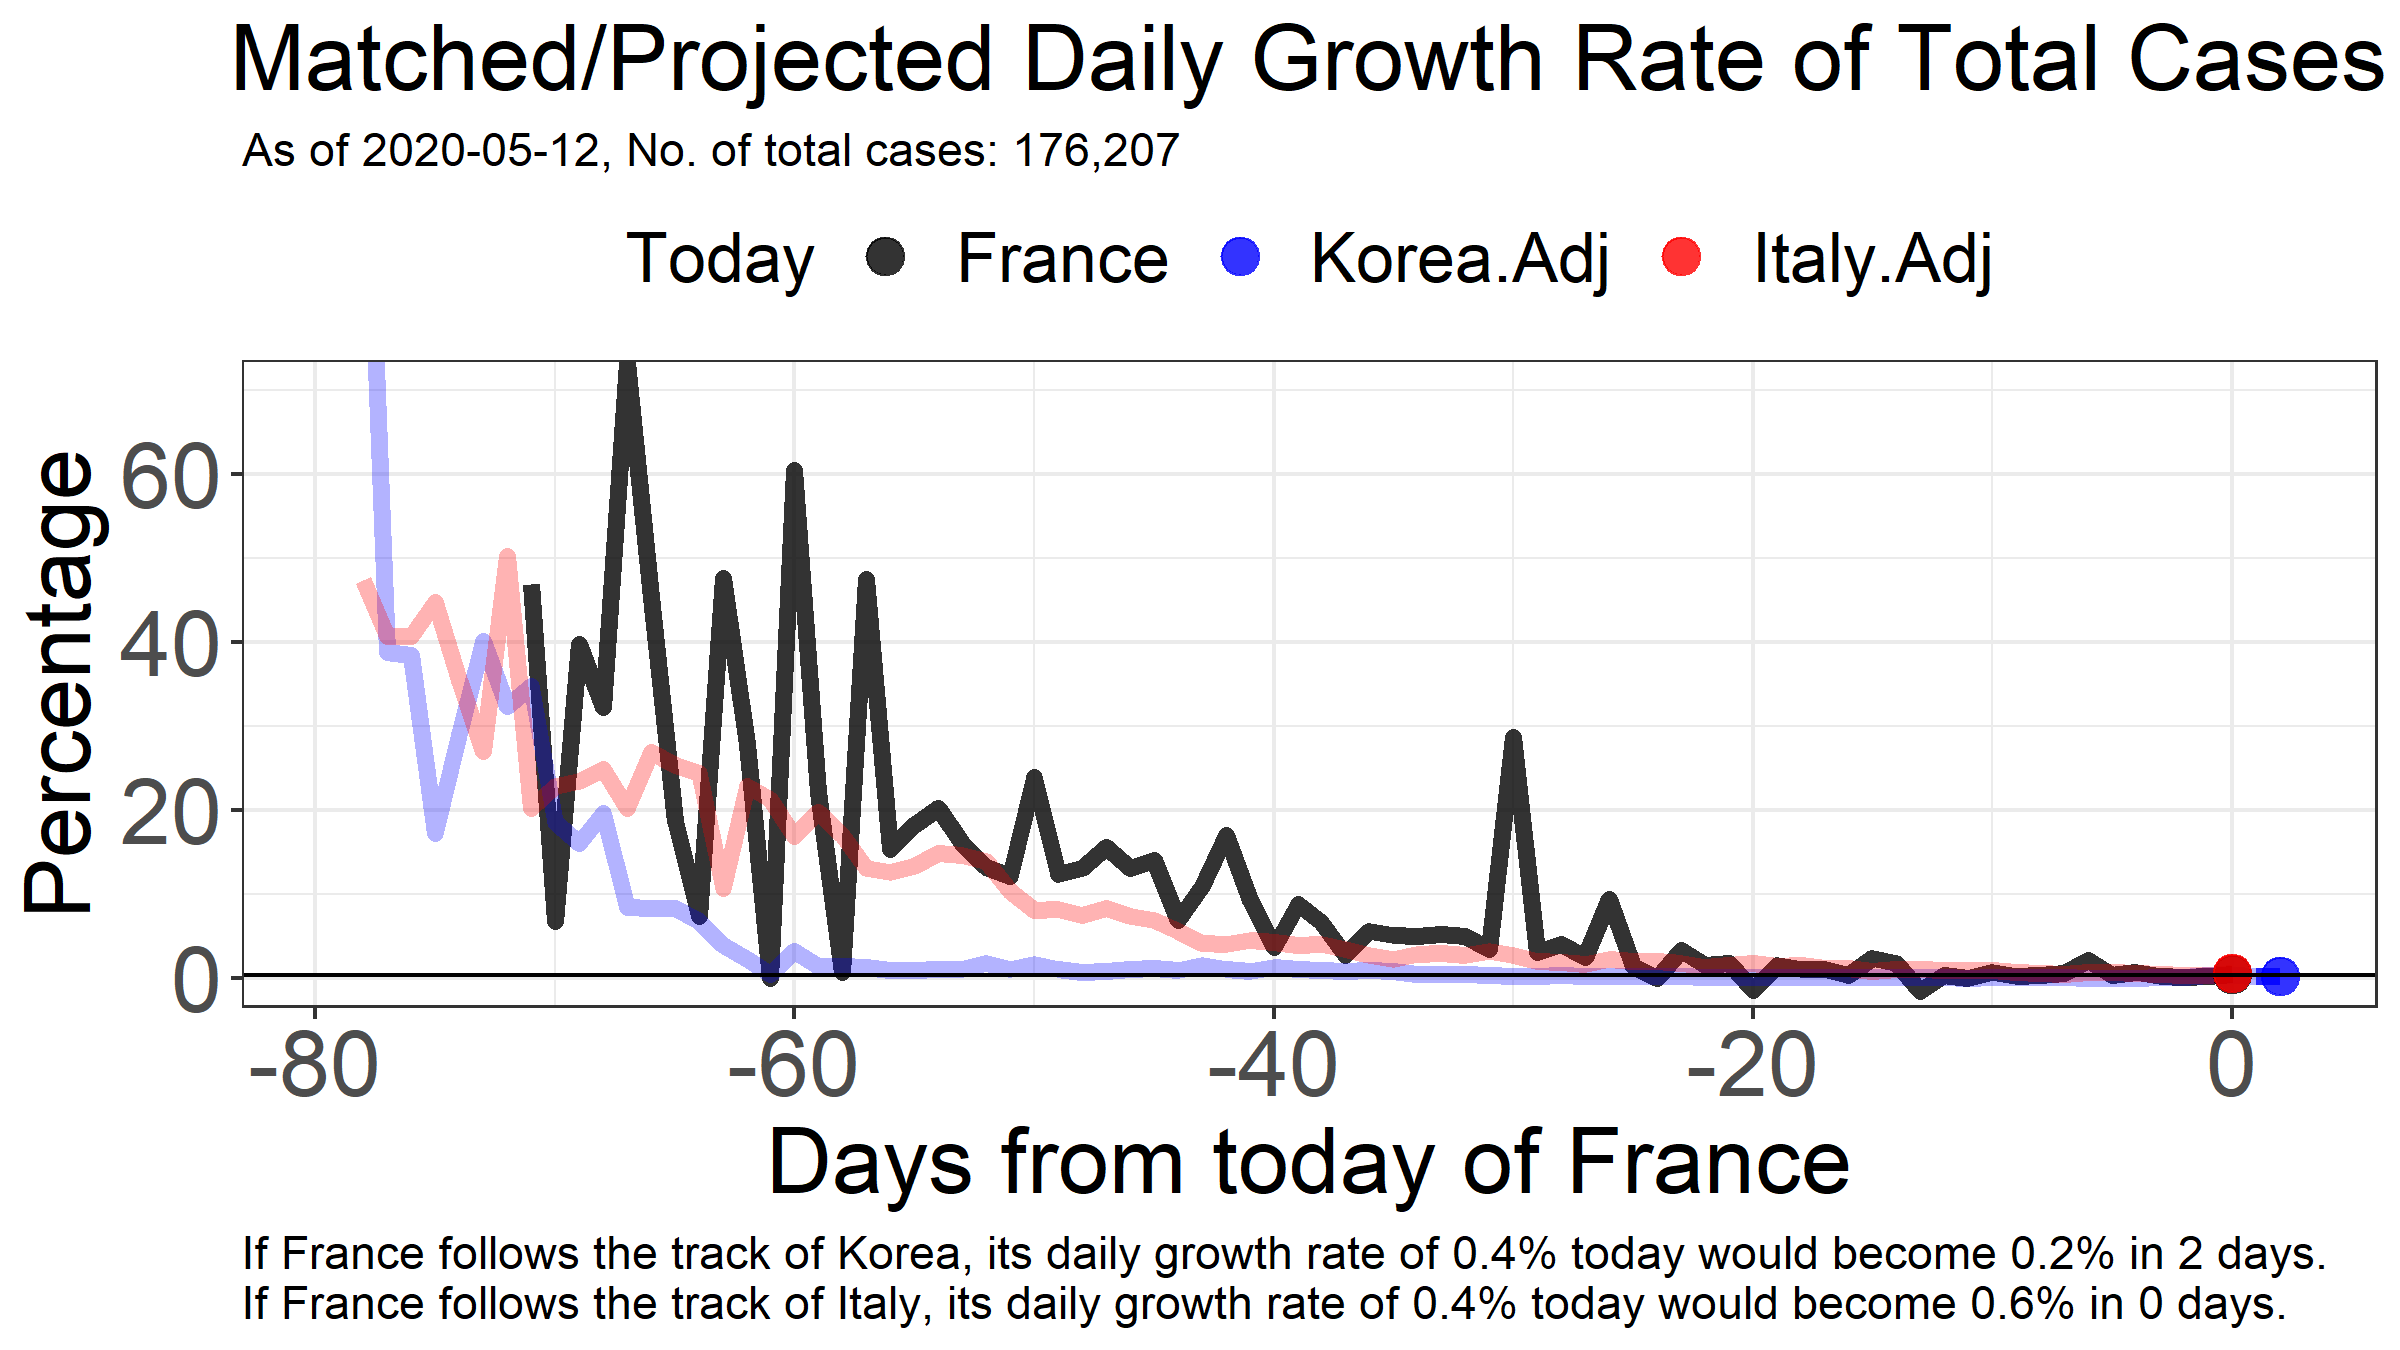 Matched/Projected Daily Growth Rate of Total Cases
As of 2020-05-12, No. of total cases: 176,207
Today France Korea.Adj Italy.Adj
Percentage
60
40
20
0
-80 -60 -40 -20 0
Days from today of France
If France follows the track of Korea, its daily growth rate of 0.4% today would become 0.2% in 2 days.
If France follows the track of Italy, its daily growth rate of 0.4% today would become 0.6% in 0 days.